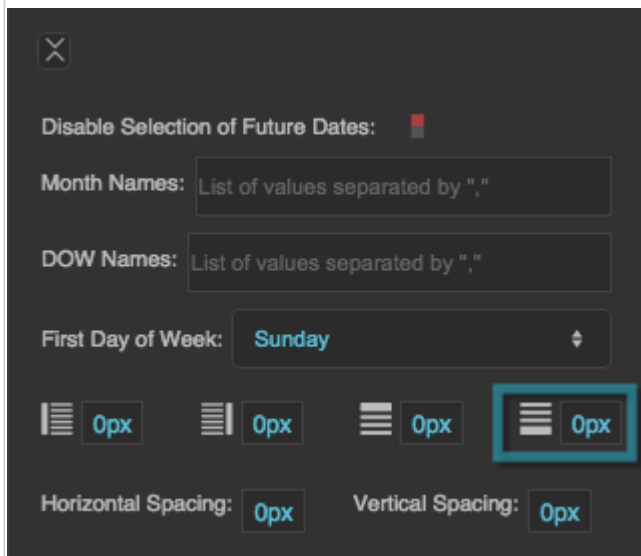 Disable Selection of Future Dates:
Month Names: List of values separated by ","
DOW Names: List of values separated by ","
First Day of Week: Sunday
0px 0px 0px 0px
Horizontal Spacing: 0px Vertical Spacing: 0px